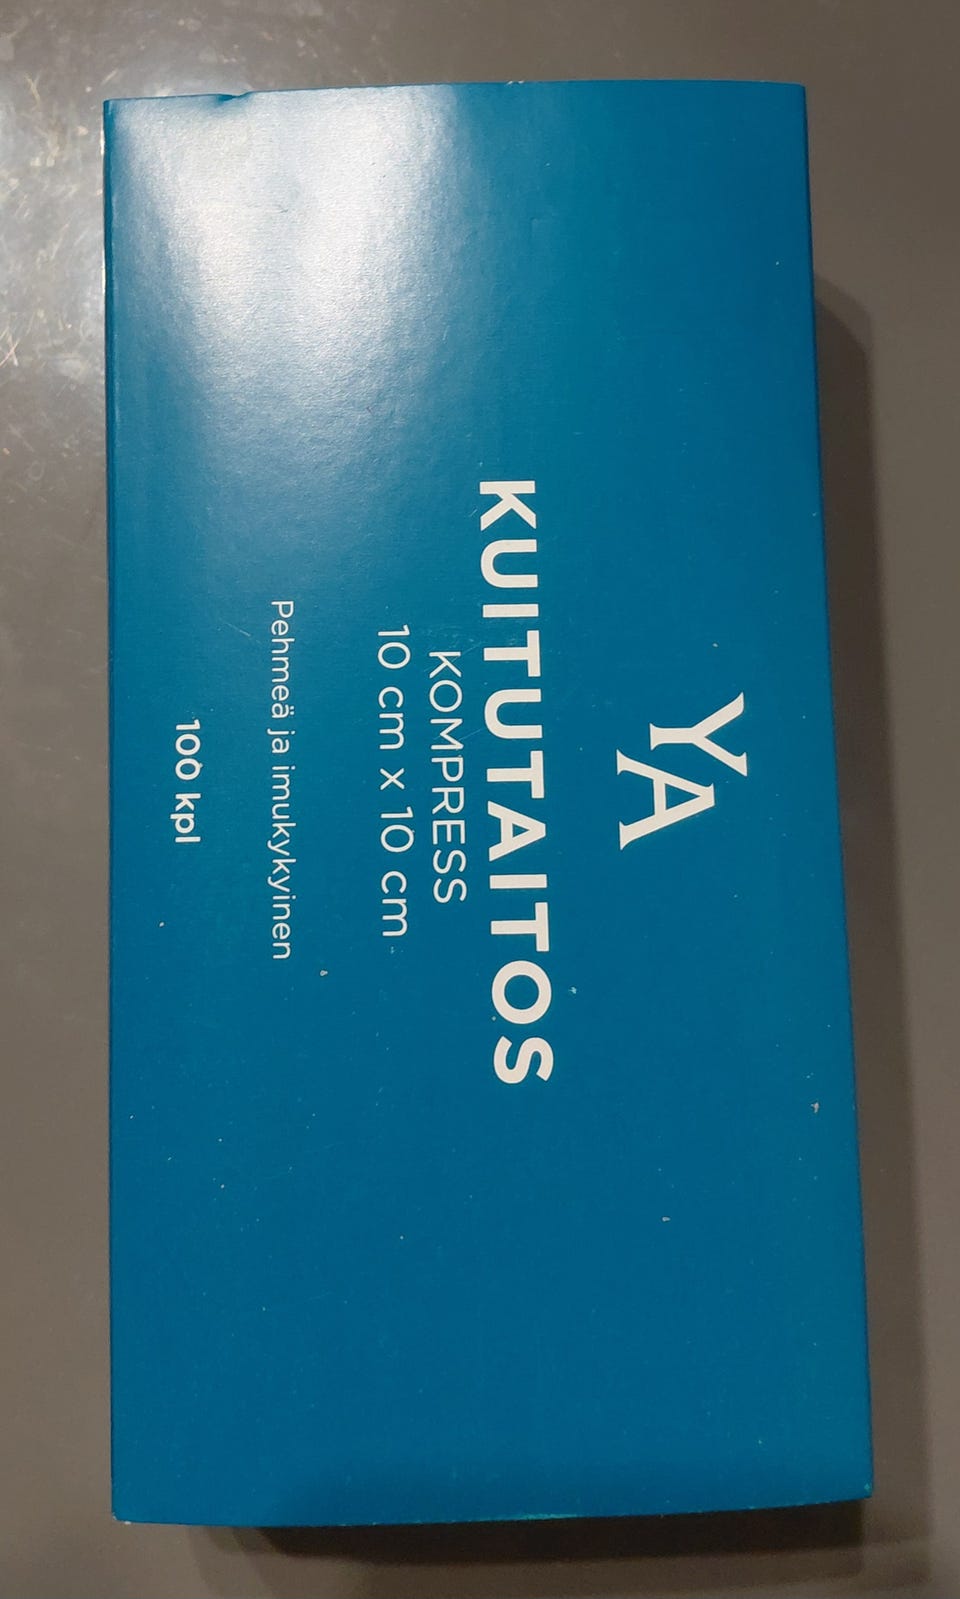 YA
KUITUTAITOS
KOMPRESS
10 cm x 10 cm
Pehmeä ja imukykyinen
100 kpl